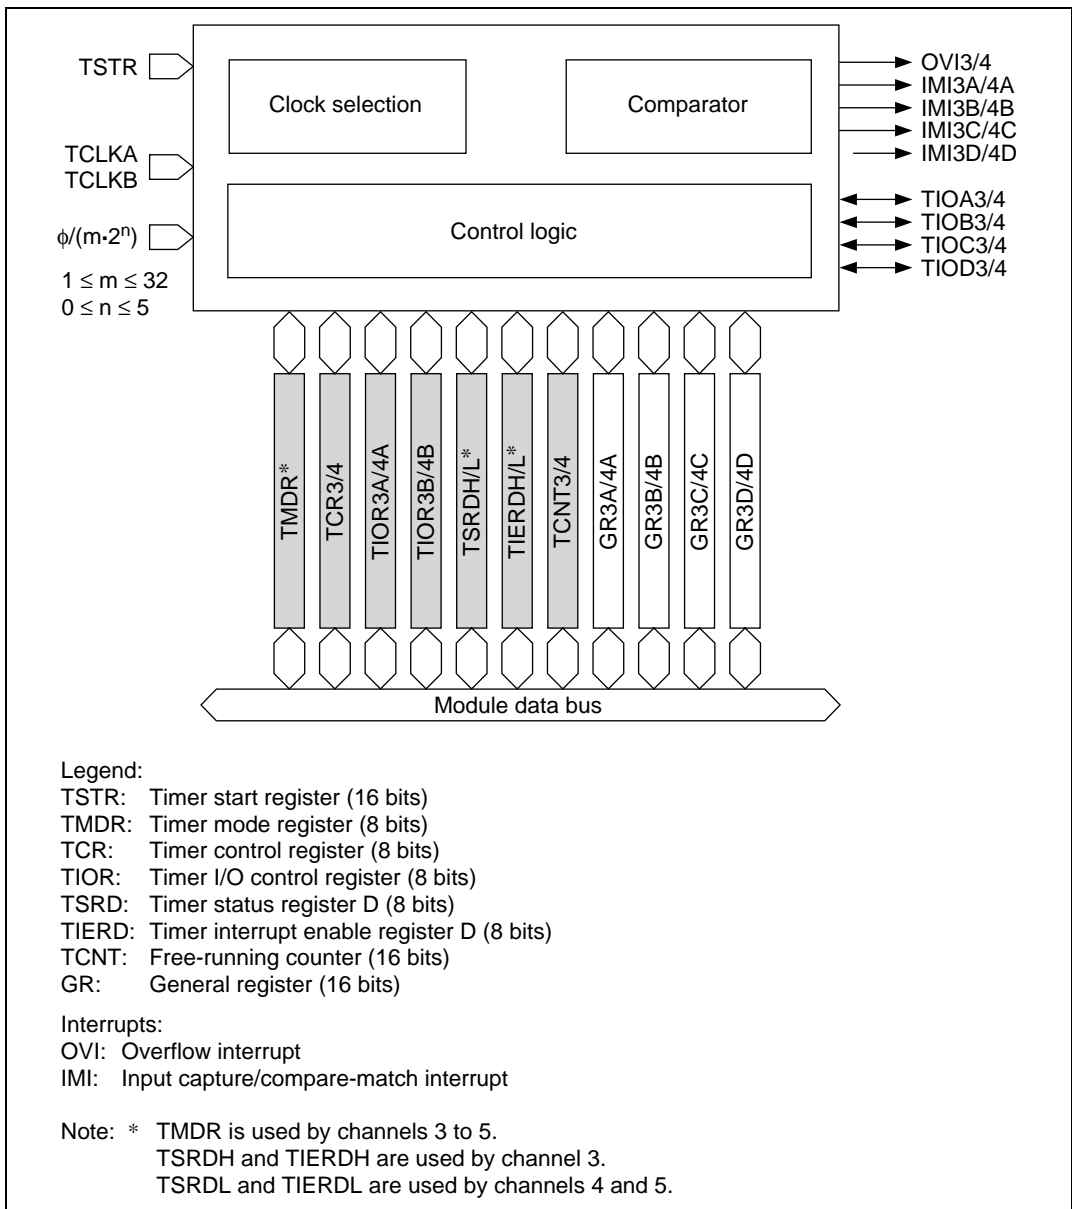 TSTR
TCLKA
TCLKB
ϕ/(m·2ⁿ)
1 ≤ m ≤ 32
0 ≤ n ≤ 5
Clock selection
Comparator
Control logic
OVI3/4
IMI3A/4A
IMI3B/4B
IMI3C/4C
IMI3D/4D
TIOA3/4
TIOB3/4
TIOC3/4
TIOD3/4
TMDR*
TCR3/4
TIOR3A/4A
TIOR3B/4B
TSRDH/L*
TIERDH/L*
TCNT3/4
GR3A/4A
GR3B/4B
GR3C/4C
GR3D/4D
Module data bus
Legend:
TSTR: Timer start register (16 bits)
TMDR: Timer mode register (8 bits)
TCR: Timer control register (8 bits)
TIOR: Timer I/O control register (8 bits)
TSRD: Timer status register D (8 bits)
TIERD: Timer interrupt enable register D (8 bits)
TCNT: Free-running counter (16 bits)
GR: General register (16 bits)
Interrupts:
OVI: Overflow interrupt
IMI: Input capture/compare-match interrupt
Note: * TMDR is used by channels 3 to 5.
TSRDH and TIERDH are used by channel 3.
TSRDL and TIERDL are used by channels 4 and 5.